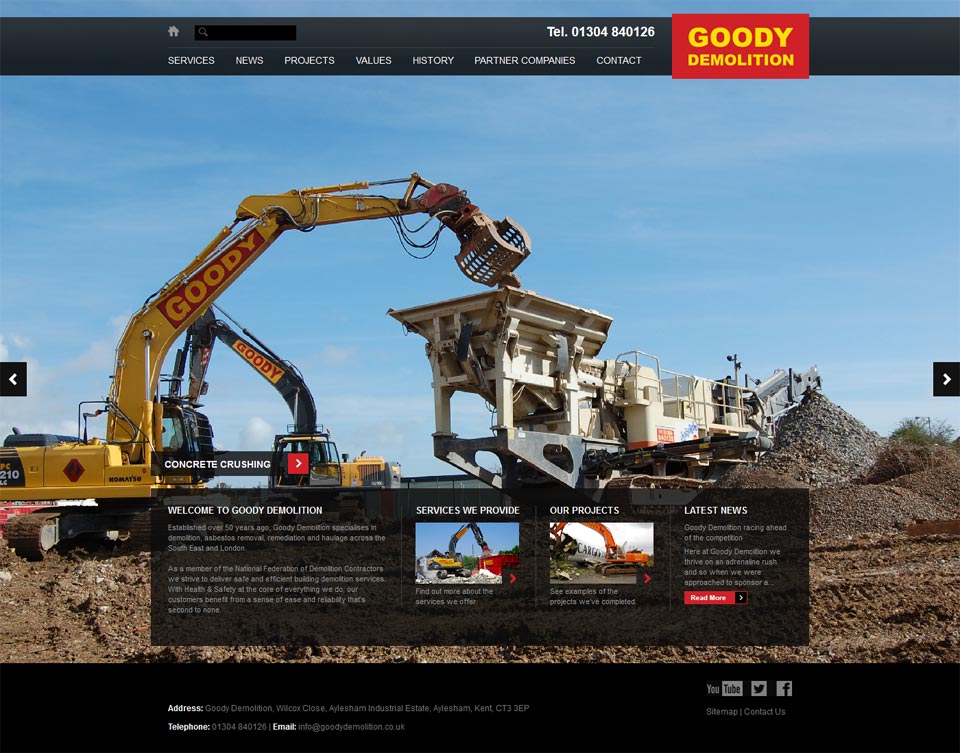 Tel. 01304 840126
GOODY
DEMOLITION
SERVICES NEWS PROJECTS VALUES HISTORY PARTNER COMPANIES CONTACT
GOODY
GOODY
PC
210
LC
KOMATSU
CONCRETE CRUSHING
WELCOME TO GOODY DEMOLITION
Established over 50 years ago, Goody Demolition specialises in
demolition, asbestos removal, remediation and haulage across the
South East and London.
As a member of the National Federation of Demolition Contractors
we strive to deliver safe and efficient building demolition services.
With Health & Safety at the core of everything we do, our
customers benefit from a sense of ease and reliability that's
second to none.
SERVICES WE PROVIDE
Find out more about the
services we offer.
OUR PROJECTS
CARGO
See examples of the
projects we've completed.
LATEST NEWS
Goody Demolition racing ahead
of the competition
Here at Goody Demolition we
thrive on an adrenaline rush
and so when we were
approached to sponsor a...
Read More
You Tube
Sitemap | Contact Us
Address: Goody Demolition, Wilcox Close, Aylesham Industrial Estate, Aylesham, Kent, CT3 3EP
Telephone: 01304 840126 | Email: info@goodydemolition.co.uk